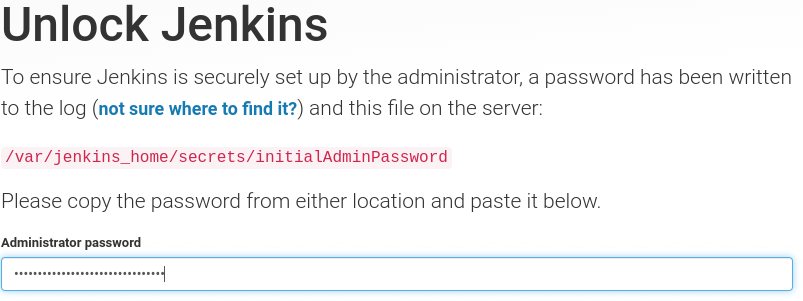 Unlock Jenkins
To ensure Jenkins is securely set up by the administrator, a password has been written
to the log (not sure where to find it?) and this file on the server:
/var/jenkins_home/secrets/initialAdminPassword
Please copy the password from either location and paste it below.
Administrator password
••••••••••••••••••••••••••••••••